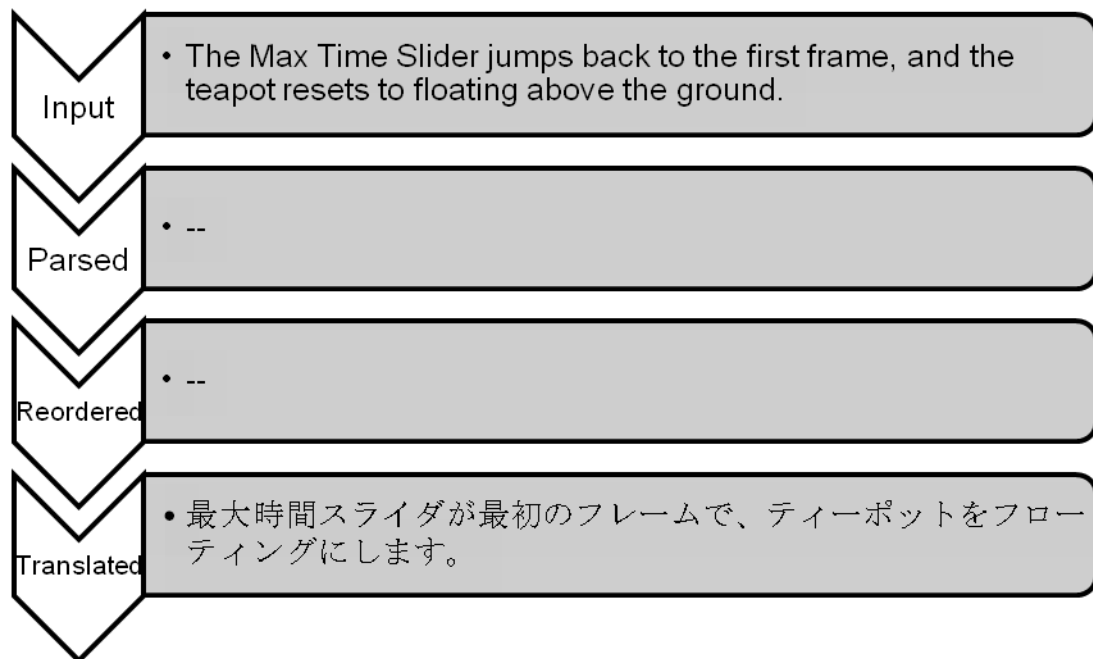 Input
• The Max Time Slider jumps back to the first frame, and the
teapot resets to floating above the ground.
Parsed
• --
Reordered
• --
Translated
• 最大時間スライダが最初のフレームで、ティーポットをフロー
ティングにします。